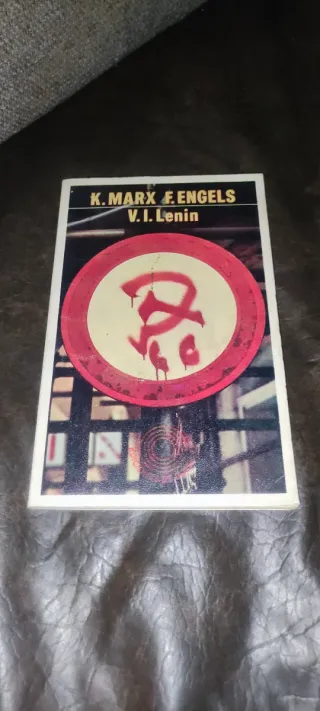 K. MARX F. ENGELS
V. I. Lenin